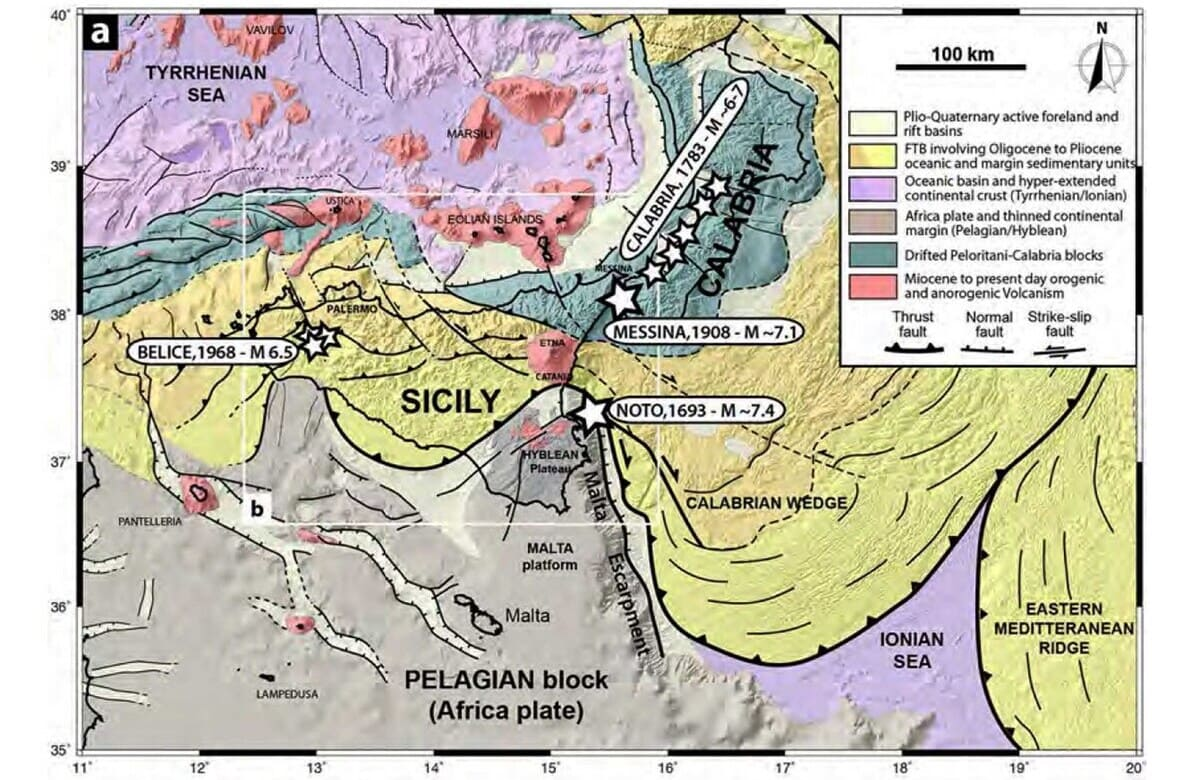 a
40˚
39˚
38˚
37˚
36˚
35˚
11˚
12˚
13˚
14˚
15˚
16˚
17˚
18˚
19˚
20˚
VAVILOV
TYRRHENIAN
SEA
MARSILI
USTICA
EOLIAN ISLANDS
CALABRIA, 1783 - M ~6-7
CALABRIA
MESSINA
PALERMO
MESSINA,1908 - M ~7.1
BELICE,1968 - M 6.5
ETNA
CATANIA
SICILY
NOTO,1693 - M ~7.4
HYBLEAN
Plateau
Malta Escarpment
CALABRIAN WEDGE
b
PANTELLERIA
MALTA
platform
Malta
LAMPEDUSA
PELAGIAN block
(Africa plate)
IONIAN
SEA
EASTERN
MEDITTERANEAN
RIDGE
100 km
N
Plio-Quaternary active foreland and
rift basins
FTB involving Oligocene to Pliocene
oceanic and margin sedimentary units
Oceanic basin and hyper-extended
continental crust (Tyrrhenian/Ionian)
Africa plate and thinned continental
margin (Pelagian/Hyblean)
Drifted Peloritani-Calabria blocks
Miocene to present day orogenic
and anorogenic Volcanism
Thrust
fault
Normal
fault
Strike-slip
fault